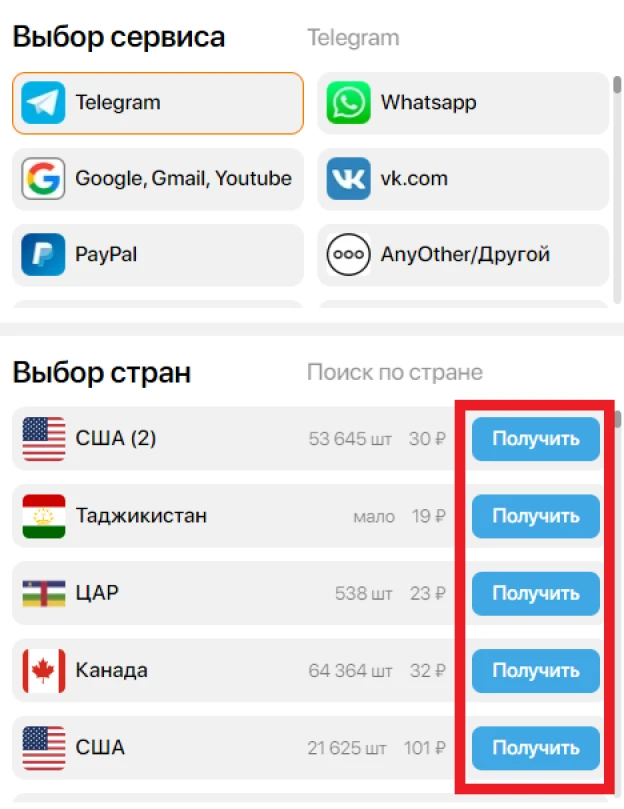 Выбор сервиса Telegram
Telegram Whatsapp
Google, Gmail, Youtube vk.com
PayPal AnyOther/Другой
Выбор стран Поиск по стране
США (2) 53 645 шт 30 ₽ Получить
Таджикистан мало 19 ₽ Получить
ЦАР 538 шт 23 ₽ Получить
Канада 64 364 шт 32 ₽ Получить
США 21 625 шт 101 ₽ Получить